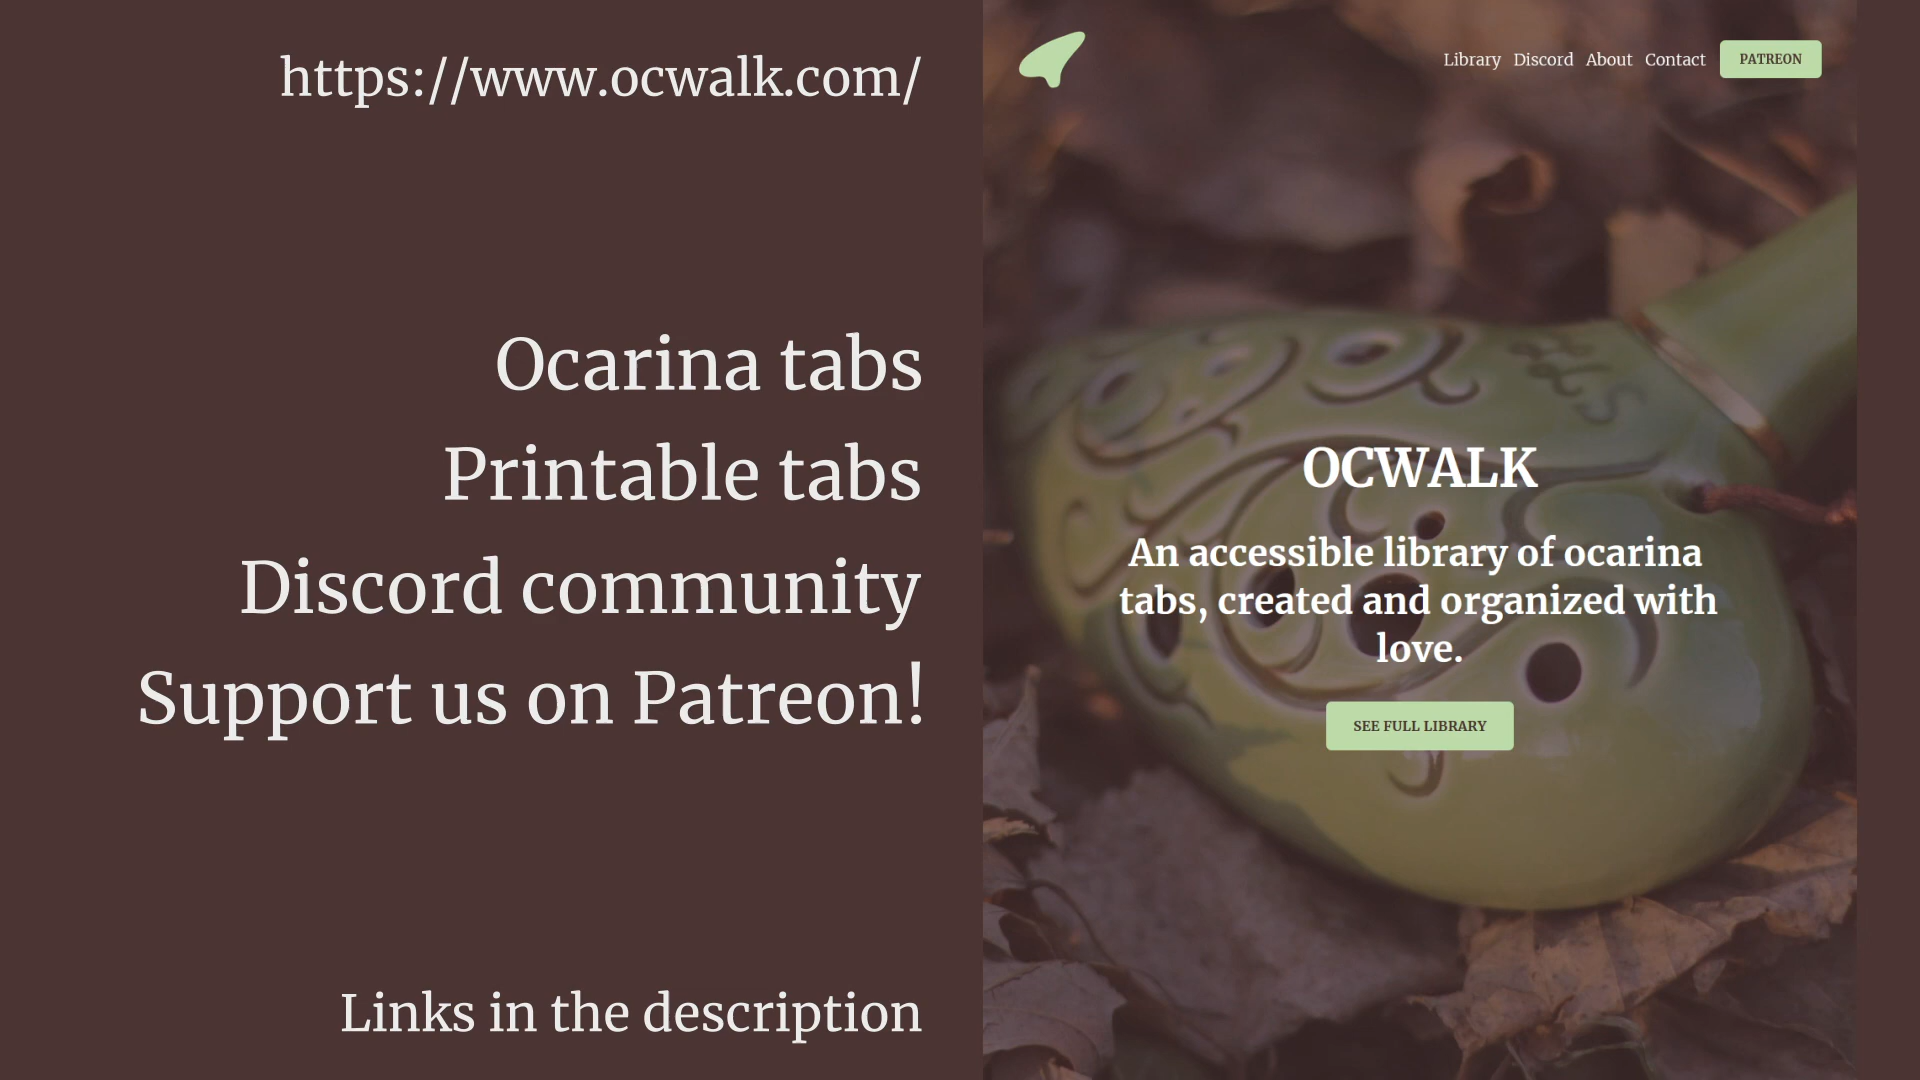 https://www.ocwalk.com/
Ocarina tabs
Printable tabs
Discord community
Support us on Patreon!
Links in the description
Library Discord About Contact PATREON
OCWALK
An accessible library of ocarina
tabs, created and organized with
love.
SEE FULL LIBRARY